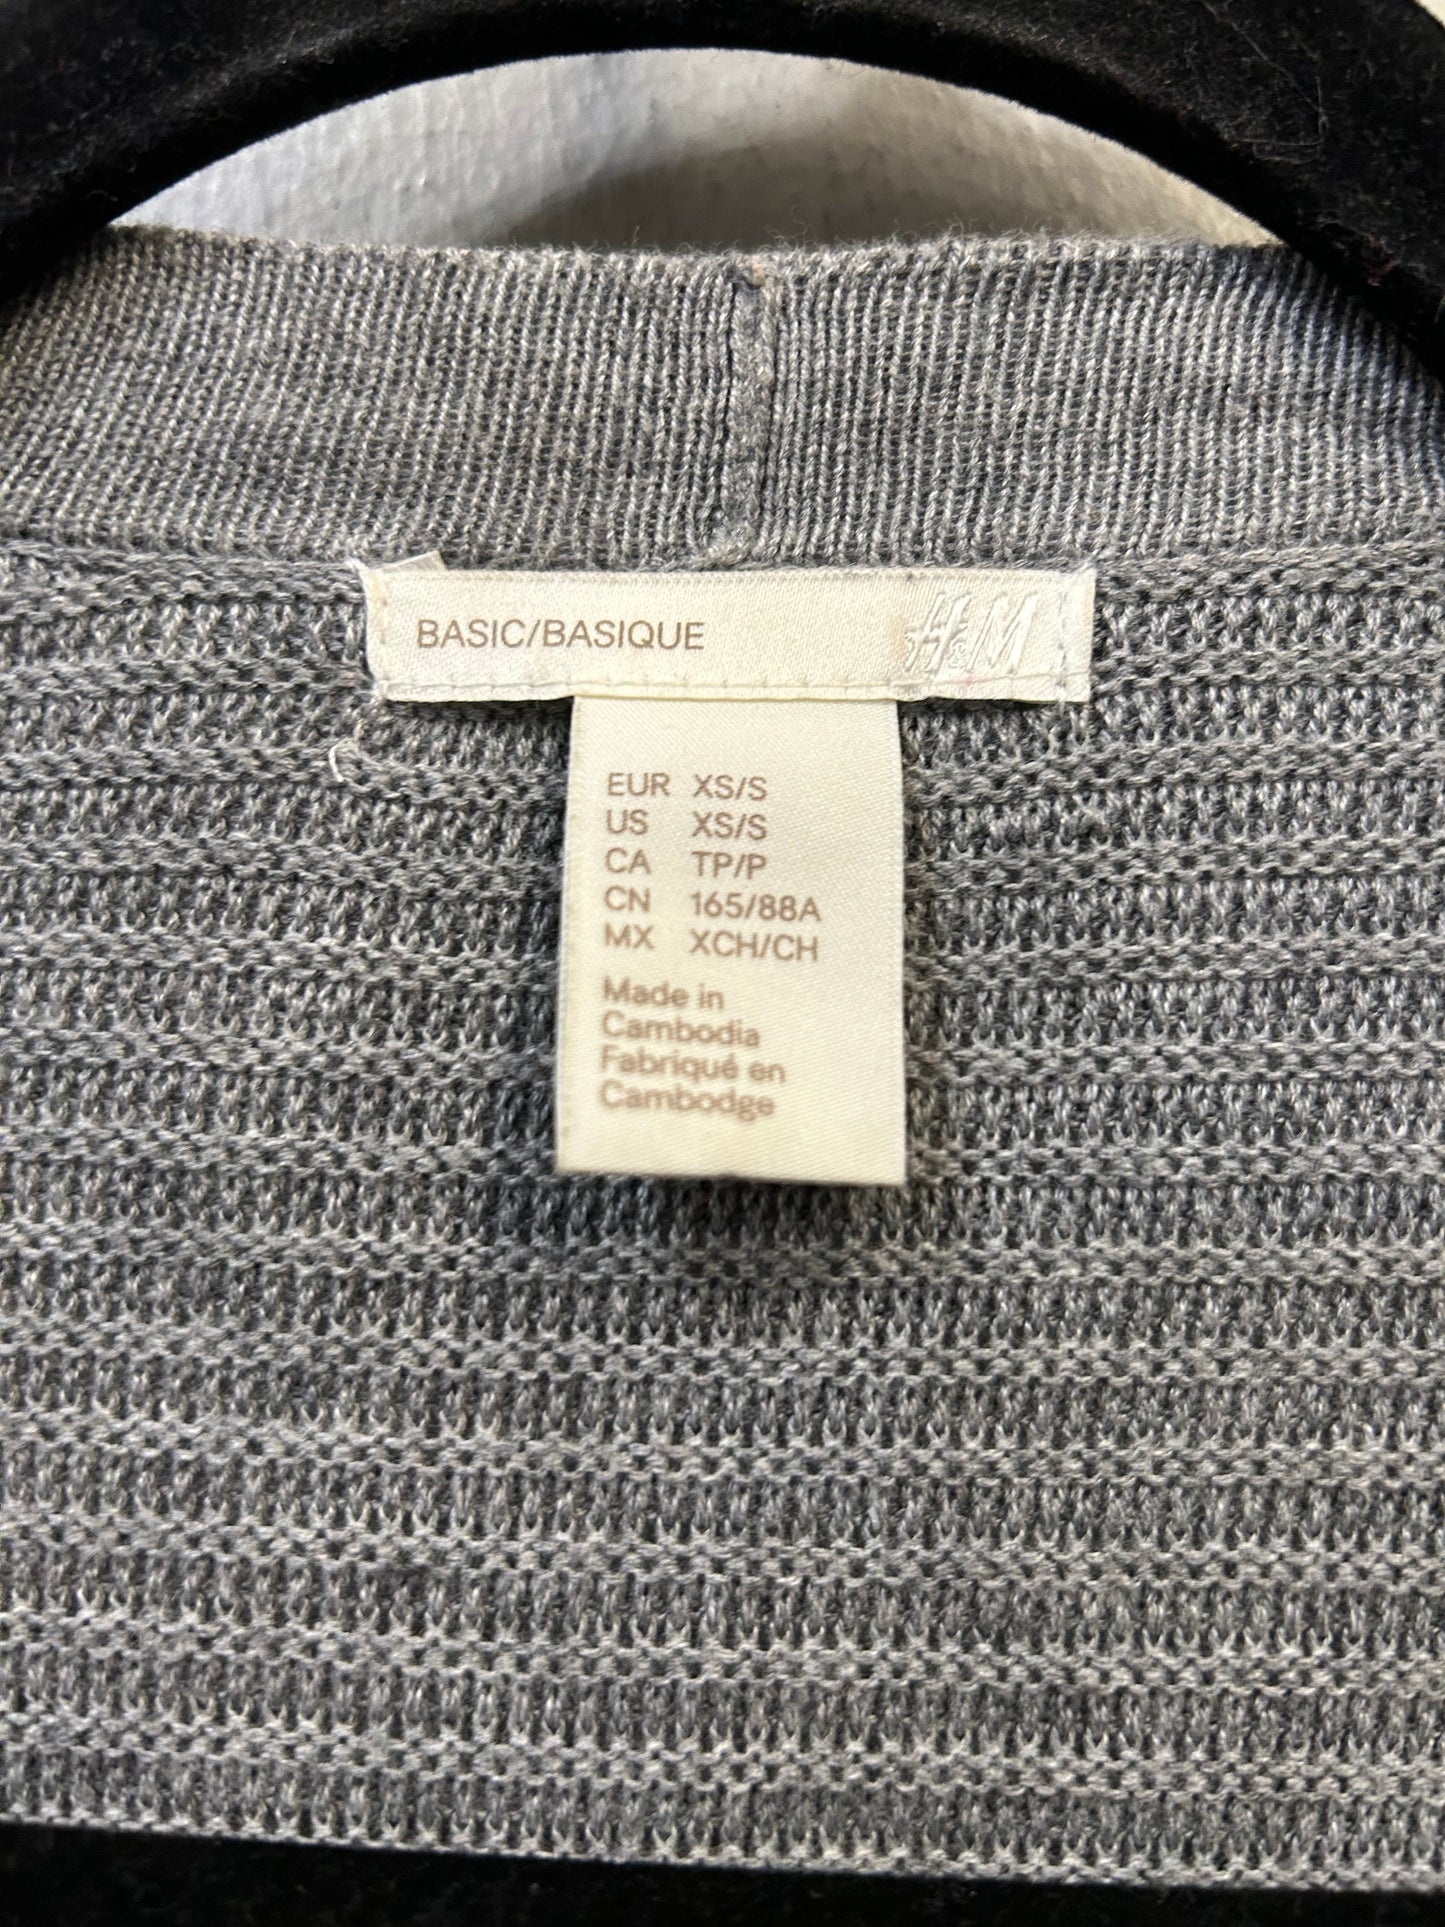 BASIC/BASIQUE H&M
EUR XS/S
US XS/S
CA TP/P
CN 165/88A
MX XCH/CH
Made in
Cambodia
Fabriqué en
Cambodge